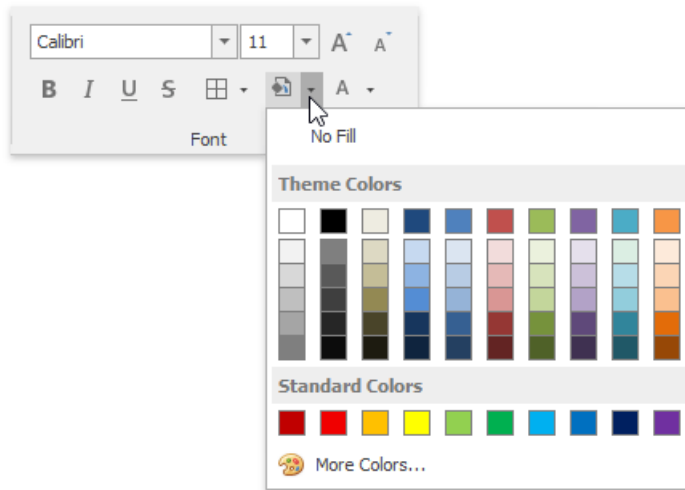 Calibri 11 A A
B I U S A
Font
No Fill
Theme Colors
Standard Colors
More Colors...